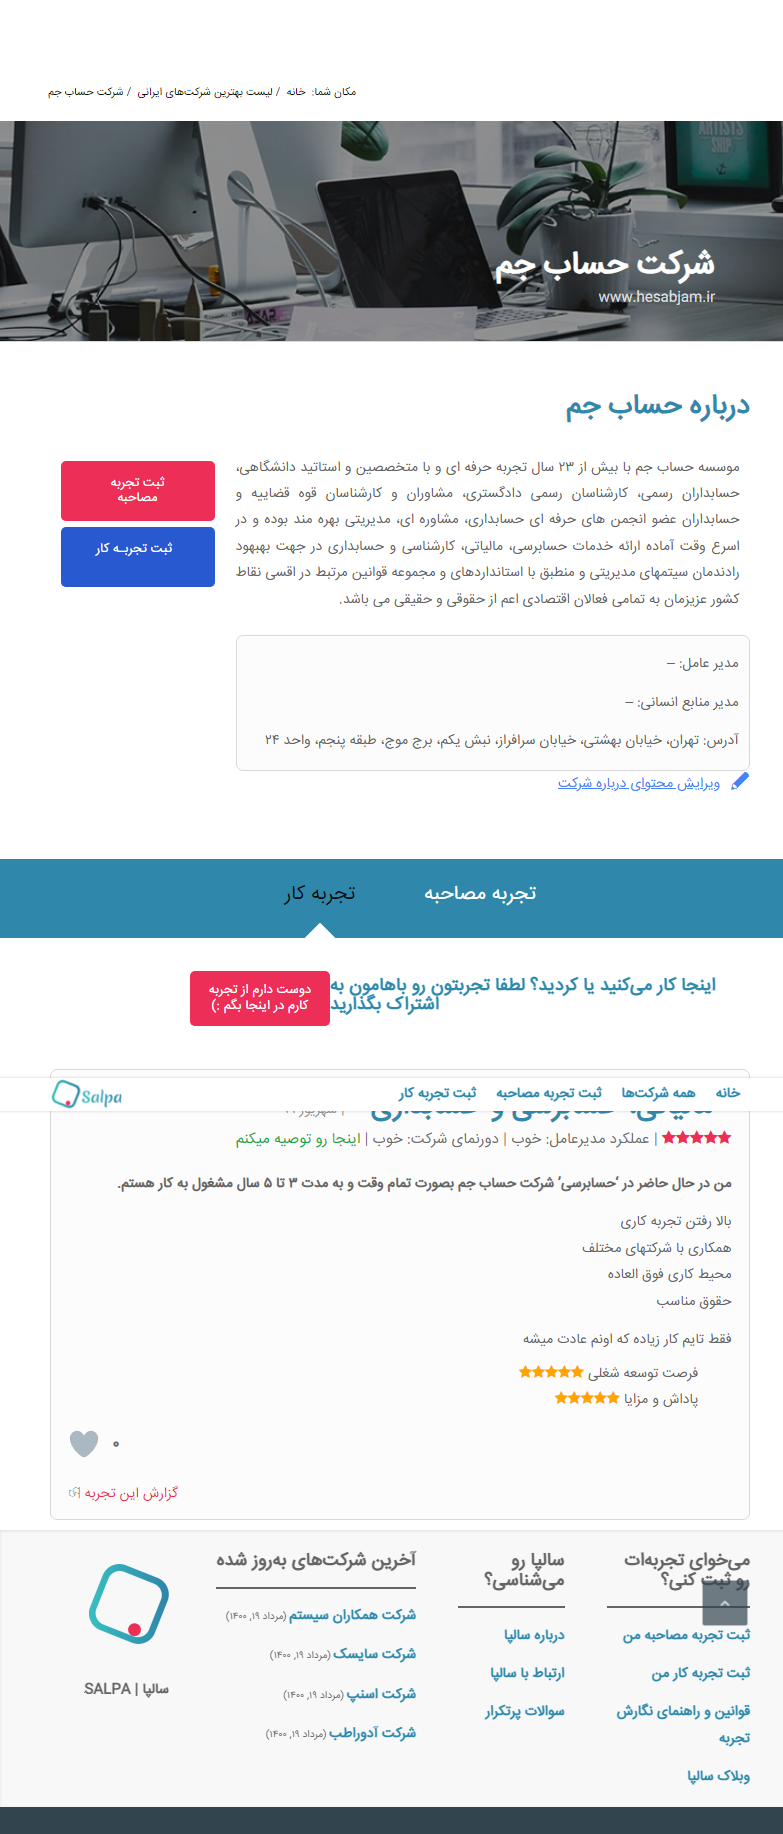 مکان شما: خانه / لیست بهترین شرکت‌های ایرانی / شرکت حساب جم
ARTISTS
SHIP
شرکت حساب جم
www.hesabjam.ir
درباره حساب جم
موسسه حساب جم با بیش از ۲۳ سال تجربه حرفه ای و با متخصصین و اساتید دانشگاهی،
حسابداران رسمی، کارشناسان رسمی دادگستری، مشاوران و کارشناسان قوه قضاییه و
حسابداران عضو انجمن های حرفه ای حسابداری، مشاوره ای، مدیریتی بهره مند بوده و در
اسرع وقت آماده ارائه خدمات حسابرسی، مالیاتی، کارشناسی و حسابداری در جهت بهبهود
رادندمان سیتمهای مدیریتی و منطبق با استانداردهای و مجموعه قوانین مرتبط در اقسی نقاط
کشور عزیزمان به تمامی فعالان اقتصادی اعم از حقوقی و حقیقی می باشد.
ثبت تجربه
مصاحبه
ثبت تجربـه کار
مدیر عامل: –
مدیر منابع انسانی: –
آدرس: تهران، خیابان بهشتی، خیابان سرافراز، نبش یکم، برج موج، طبقه پنجم، واحد ۲۴
ویرایش محتوای درباره شرکت
تجربه مصاحبه
تجربه کار
اینجا کار می‌کنید یا کردید؟ لطفا تجربتون رو باهامون به
اشتراک بگذارید
دوست دارم از تجربه
کارم در اینجا بگم :)
خانه
همه شرکت‌ها
ثبت تجربه مصاحبه
ثبت تجربه کار
Salpa
| عملکرد مدیرعامل: خوب | دورنمای شرکت: خوب | اینجا رو توصیه میکنم
من در حال حاضر در ‘حسابرسی’ شرکت حساب جم بصورت تمام وقت و به مدت ۳ تا ۵ سال مشغول به کار هستم.
بالا رفتن تجربه کاری
همکاری با شرکتهای مختلف
محیط کاری فوق العاده
حقوق مناسب
فقط تایم کار زیاده که اونم عادت میشه
فرصت توسعه شغلی
پاداش و مزایا
۰
گزارش این تجربه
می‌خوای تجربه‌ات
رو ثبت کنی؟
ثبت تجربه مصاحبه من
ثبت تجربه کار من
قوانین و راهنمای نگارش
تجربه
وبلاک سالپا
سالپا رو
می‌شناسی؟
درباره سالپا
ارتباط با سالپا
سوالات پرتکرار
آخرین شرکت‌های به‌روز شده
شرکت همکاران سیستم (مرداد ۱۹, ۱۴۰۰)
شرکت سایسک (مرداد ۱۹, ۱۴۰۰)
شرکت اسنپ (مرداد ۱۹, ۱۴۰۰)
شرکت آدوراطب (مرداد ۱۹, ۱۴۰۰)
سالپا | SALPA